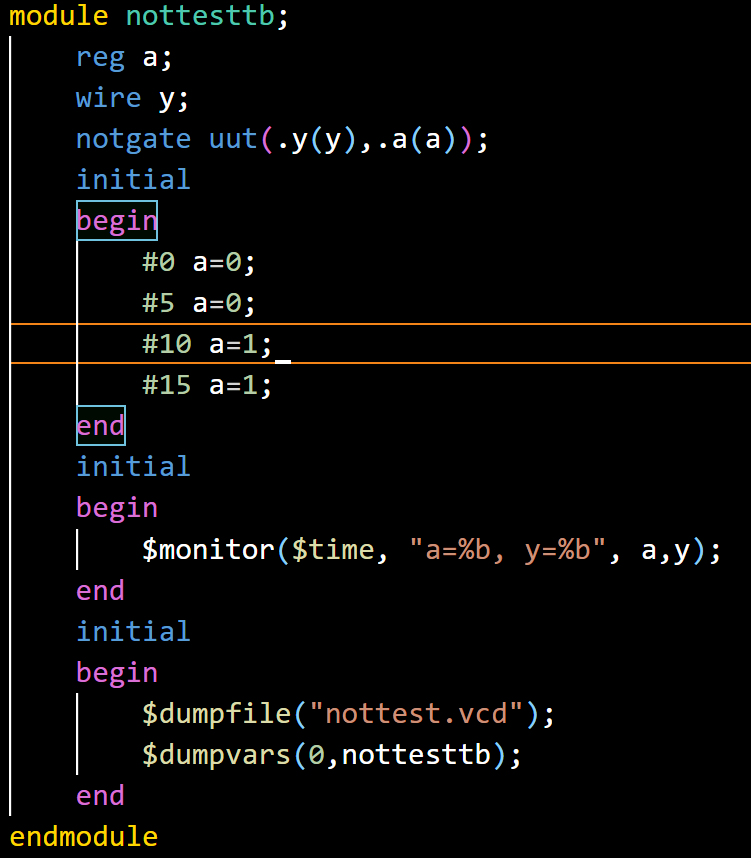 module nottesttb;
reg a;
wire y;
notgate uut(.y(y),.a(a));
initial
begin
#0 a=0;
#5 a=0;
#10 a=1;
#15 a=1;
end
initial
begin
$monitor($time, "a=%b, y=%b", a,y);
end
initial
begin
$dumpfile("nottest.vcd");
$dumpvars(0,nottesttb);
end
endmodule